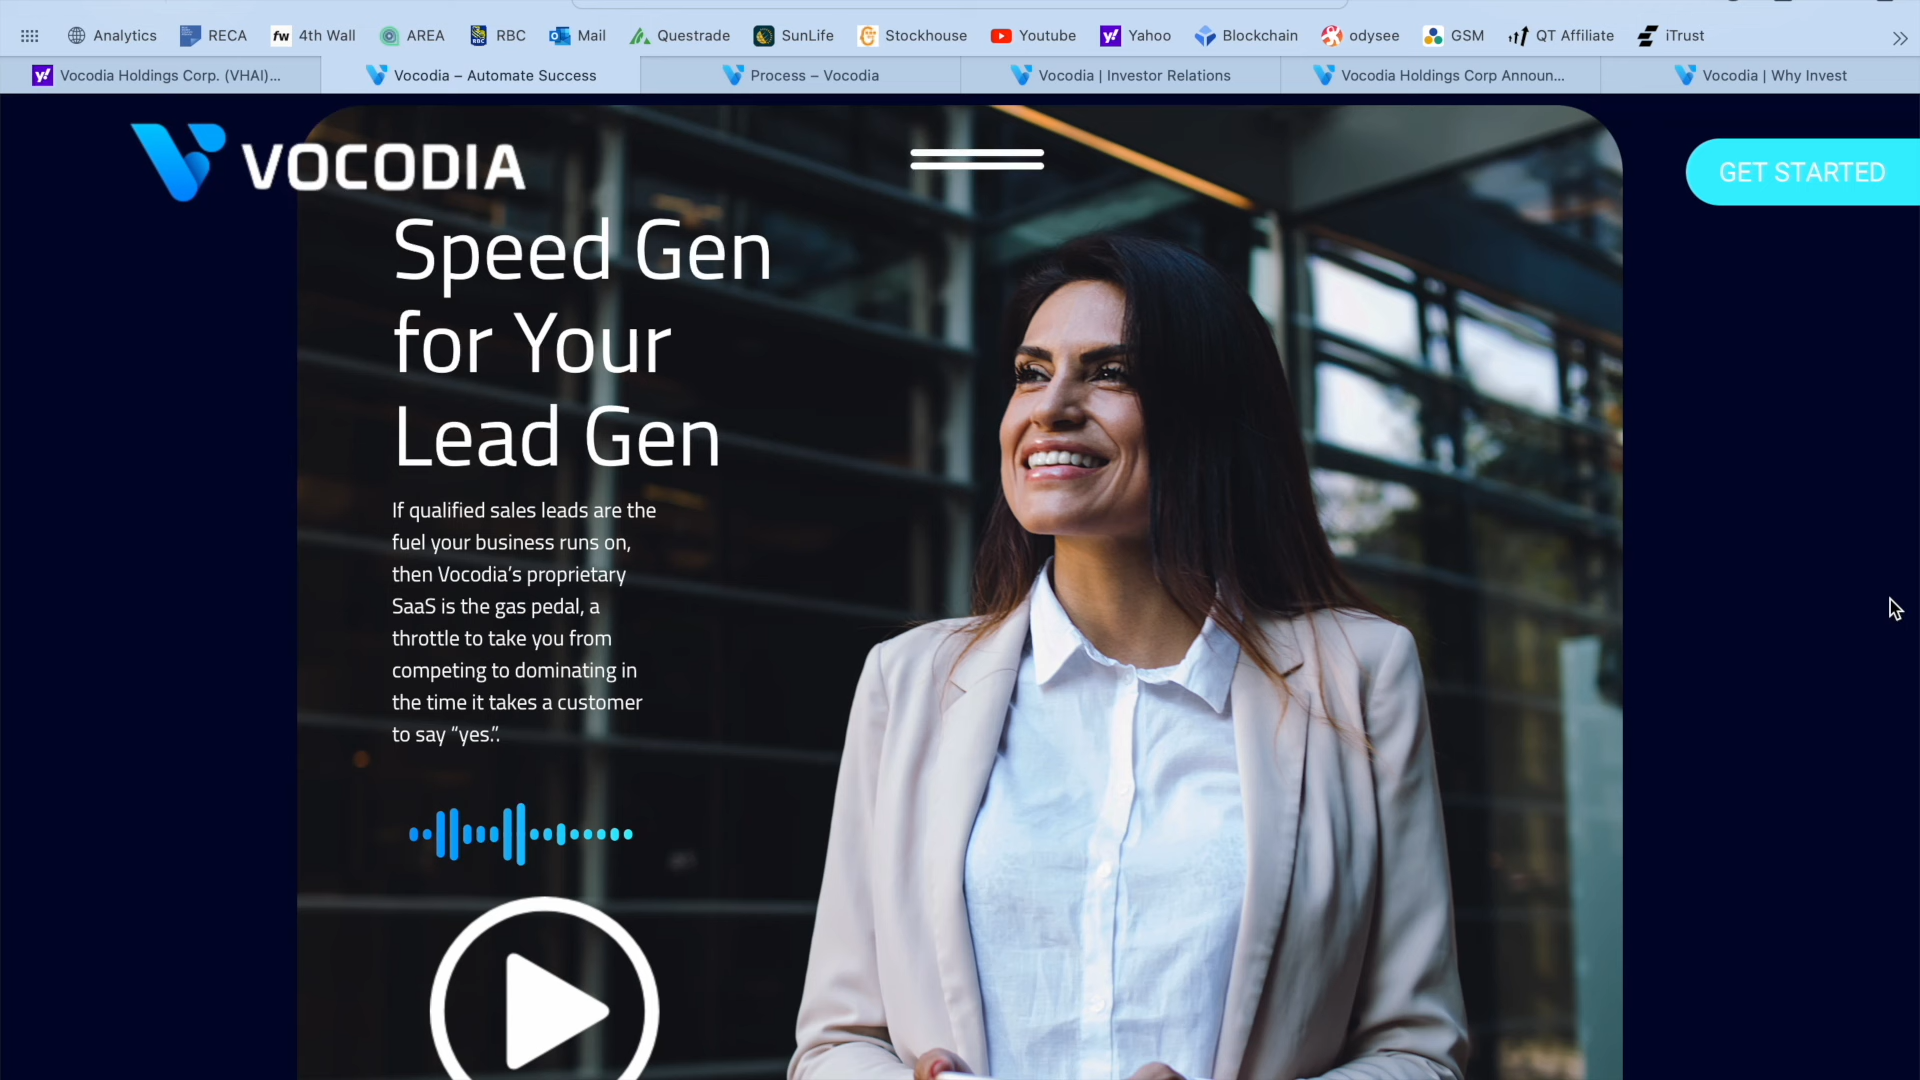 Analytics RECA fw 4th Wall AREA RBC RBC Mail Questrade SunLife Stockhouse Youtube y! Yahoo Blockchain odysee GSM QT Affiliate iTrust
y! Vocodia Holdings Corp. (VHAI)... Vocodia – Automate Success Process – Vocodia Vocodia | Investor Relations Vocodia Holdings Corp Announ... Vocodia | Why Invest
VOCODIA
GET STARTED
Speed Gen
for Your
Lead Gen
If qualified sales leads are the
fuel your business runs on,
then Vocodia’s proprietary
SaaS is the gas pedal, a
throttle to take you from
competing to dominating in
the time it takes a customer
to say “yes.”.